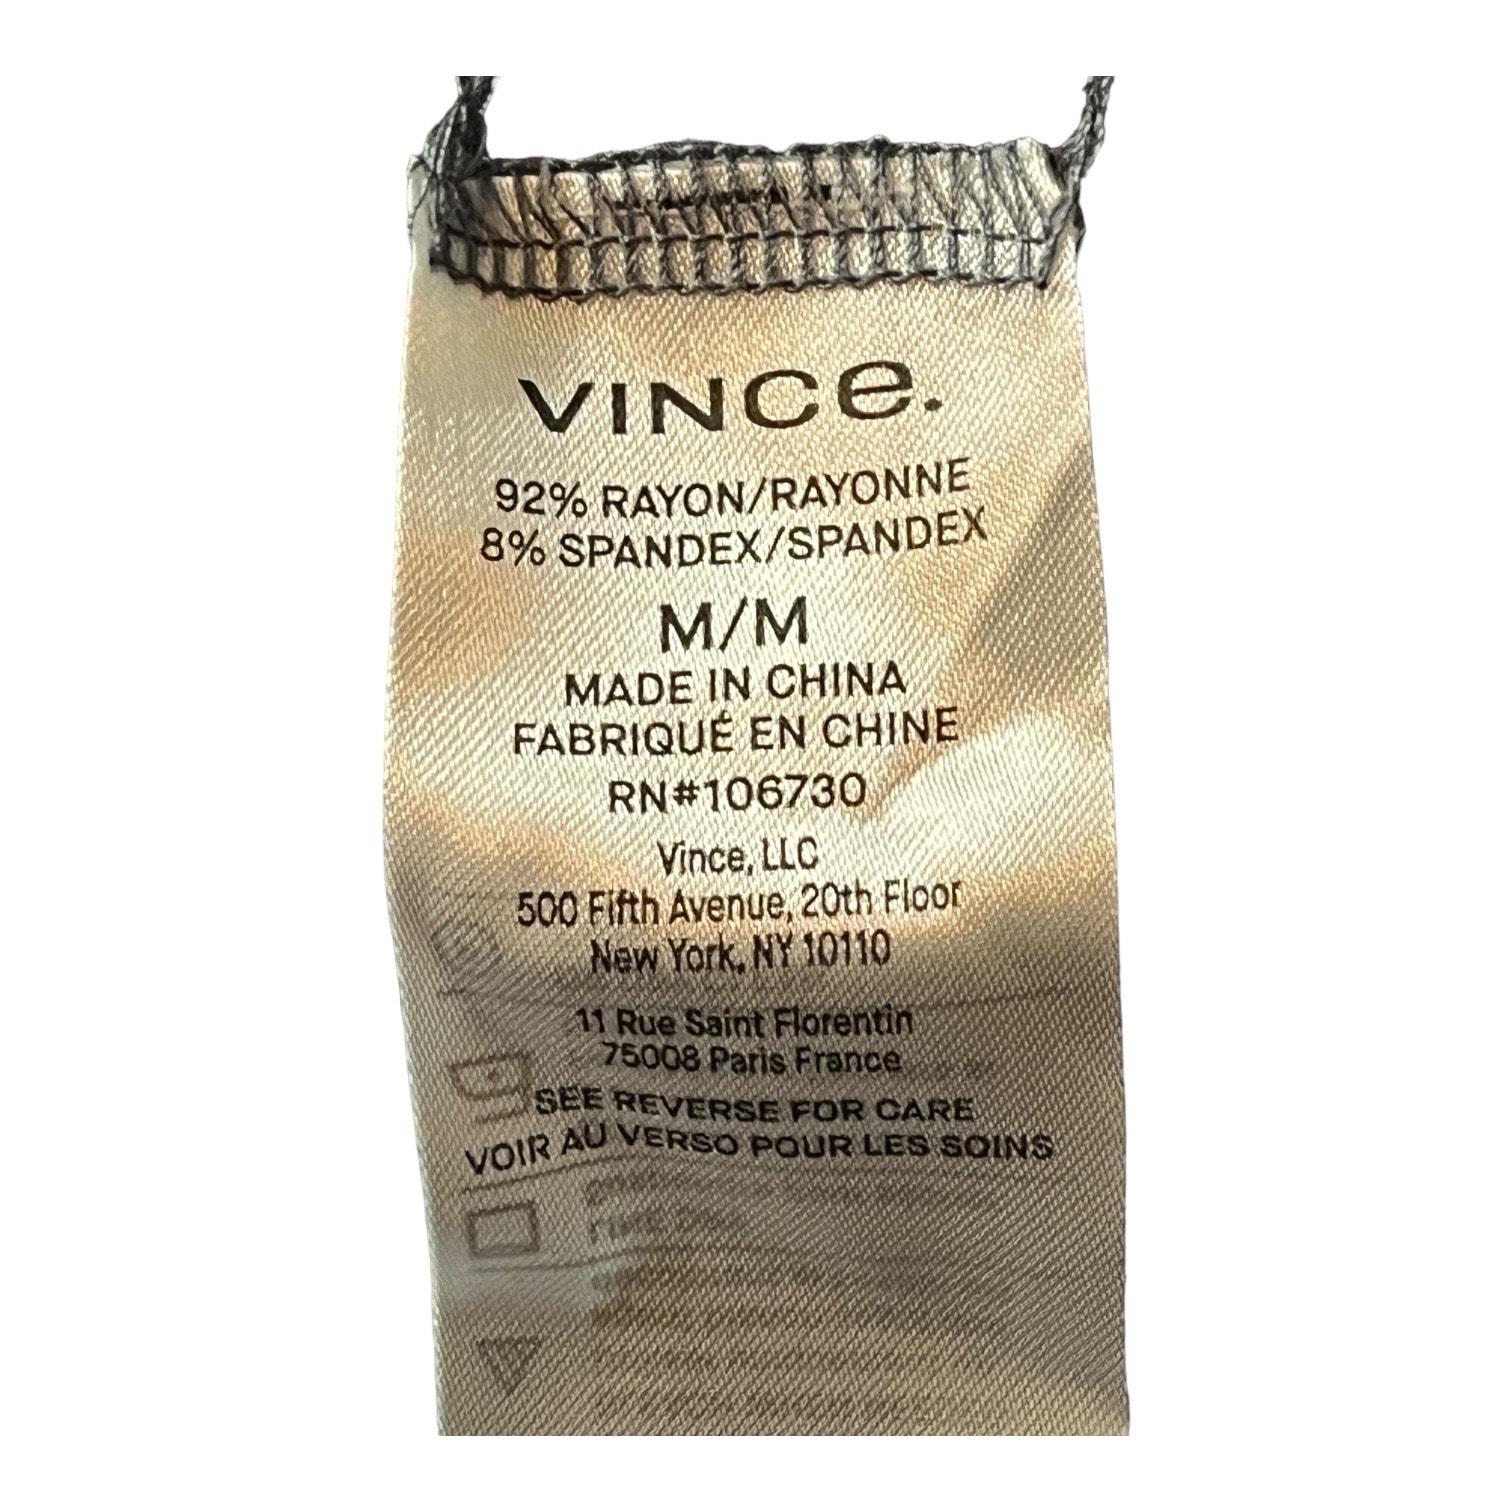 VINCe.
92% RAYON/RAYONNE
8% SPANDEX/SPANDEX
M/M
MADE IN CHINA
FABRIQUÉ EN CHINE
RN#106730
Vince, LLC
500 Fifth Avenue, 20th Floor
New York, NY 10110
11 Rue Saint Florentin
75008 Paris France
SEE REVERSE FOR CARE
VOIR AU VERSO POUR LES SOINS